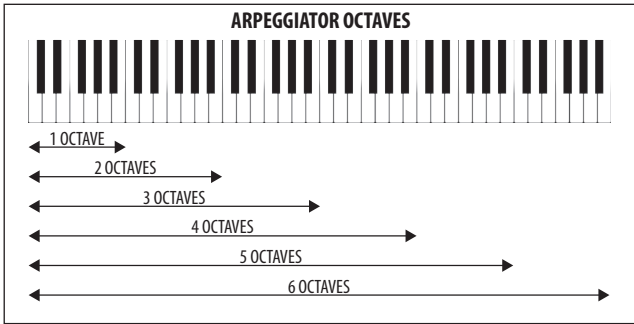 ARPEGGIATOR OCTAVES
1 OCTAVE
2 OCTAVES
3 OCTAVES
4 OCTAVES
5 OCTAVES
6 OCTAVES